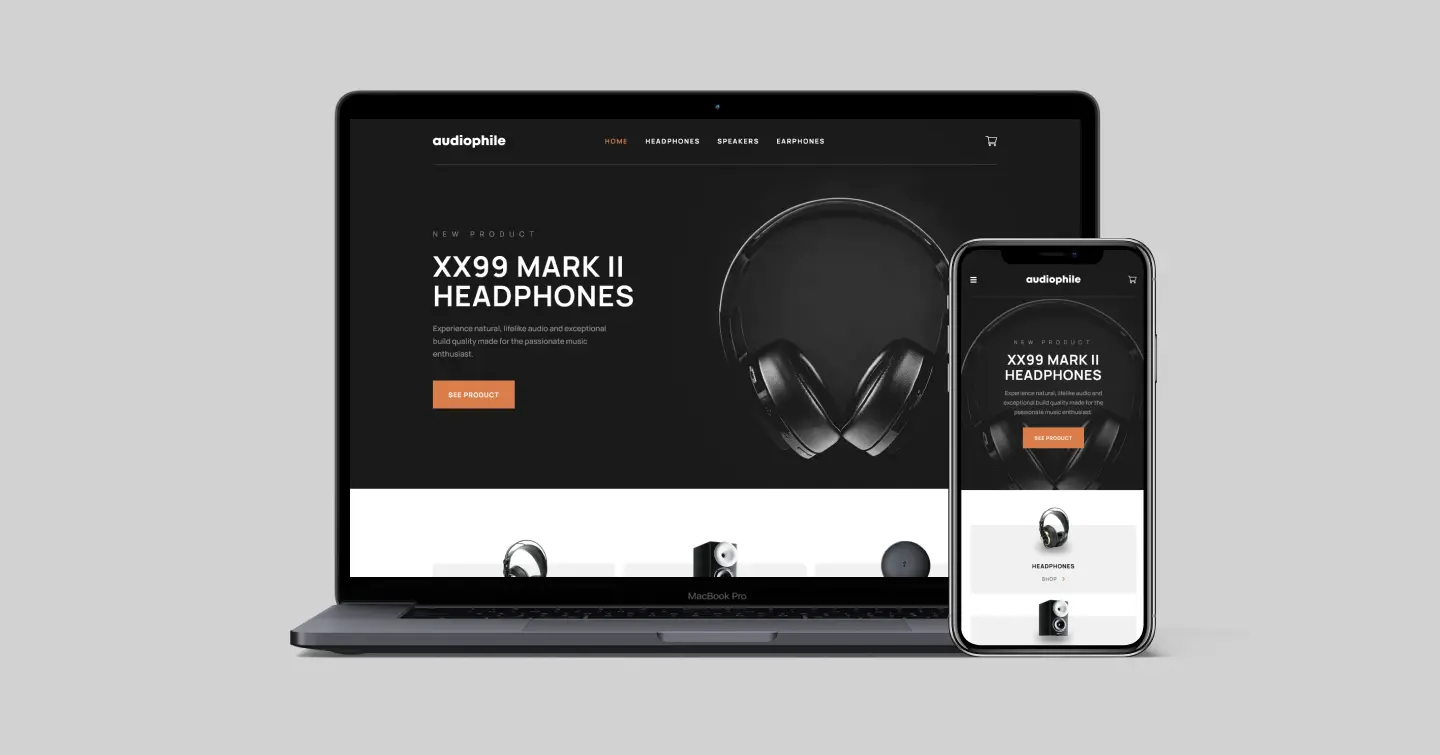 audiophile
HOME HEADPHONES SPEAKERS EARPHONES
NEW PRODUCT
XX99 MARK II
HEADPHONES
Experience natural, lifelike audio and exceptional
build quality made for the passionate music
enthusiast.
SEE PRODUCT
MacBook Pro
audiophile
NEW PRODUCT
XX99 MARK II
HEADPHONES
Experience natural, lifelike audio and
exceptional build quality made for the
passionate music enthusiast.
SEE PRODUCT
HEADPHONES
SHOP